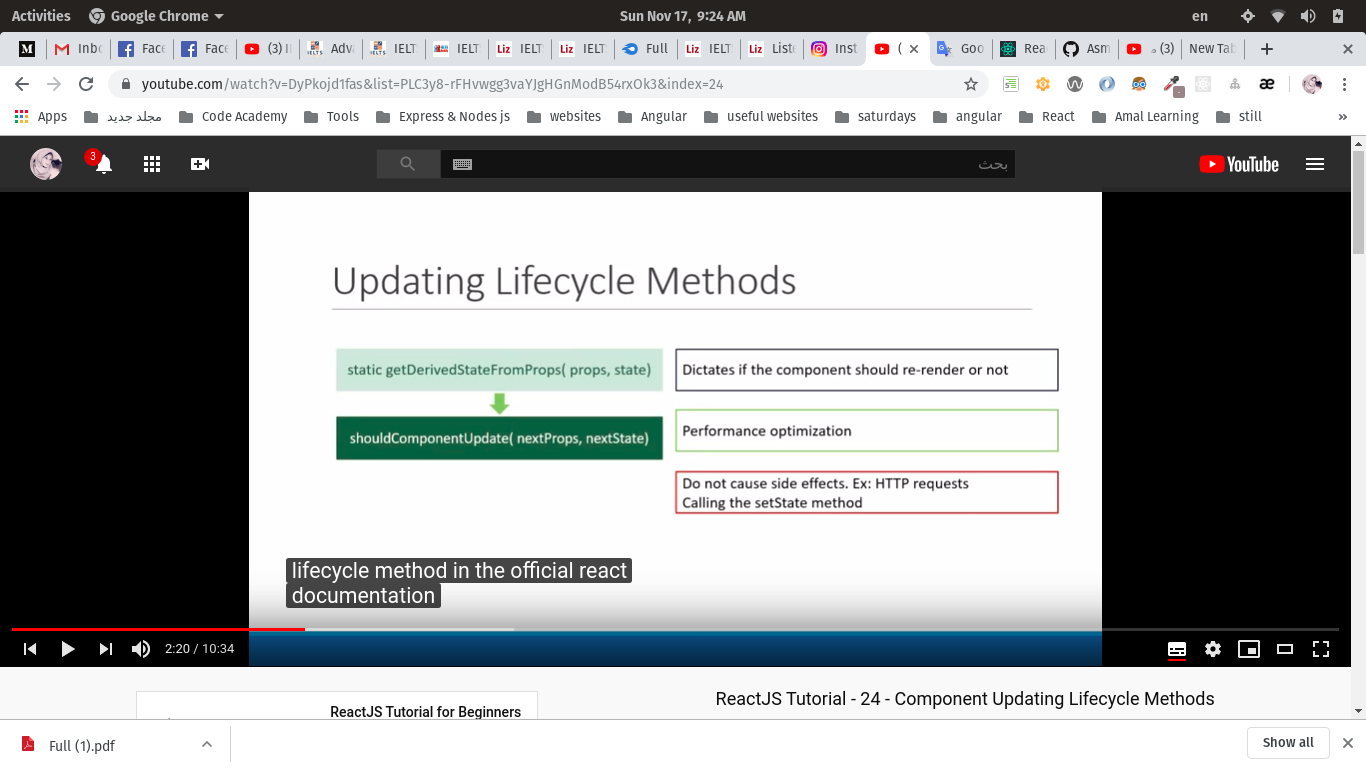 Activities Google Chrome Sun Nov 17, 9:24 AM en
M Inbc Face Face (3) Adva IELT IELT Liz IELT Liz IELT Full Liz IELT Liz Liste Inst ( Goo Rea Asm (3) New Tab
youtube.com/watch?v=DyPkojd1fas&list=PLC3y8-rFHvwgg3vaYJgHGnModB54rxOk3&index=24
Apps مجلد جديد Code Academy Tools Express & Nodes js websites Angular useful websites saturdays angular React Amal Learning still
3 بحث YouTube
Updating Lifecycle Methods
static getDerivedStateFromProps( props, state)
shouldComponentUpdate( nextProps, nextState)
Dictates if the component should re-render or not
Performance optimization
Do not cause side effects. Ex: HTTP requests
Calling the setState method
lifecycle method in the official react
documentation
2:20 / 10:34
ReactJS Tutorial - 24 - Component Updating Lifecycle Methods
ReactJS Tutorial for Beginners
Full (1).pdf Show all